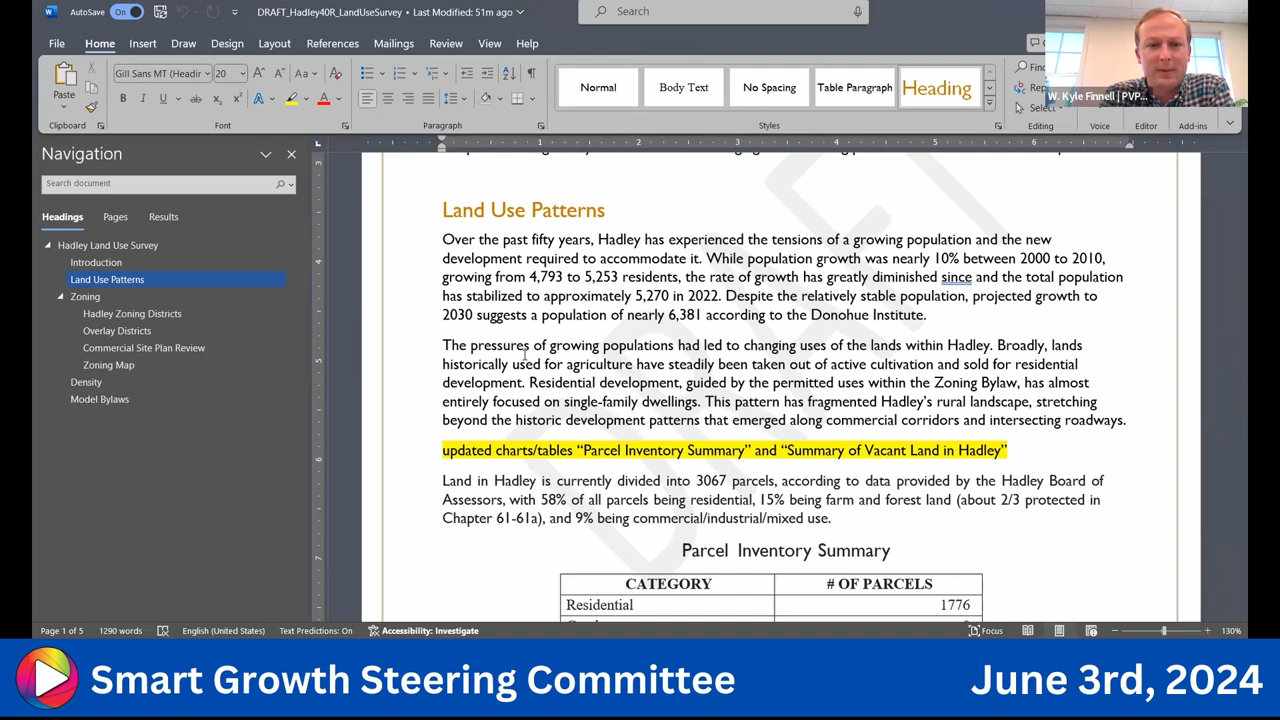 AutoSave On DRAFT_Hadley40R_LandUseSurvey • Last Modified: 51m ago Search
File Home Insert Draw Design Layout References Mailings Review View Help
Paste Gill Sans MT (Headir 20 Normal Body Text No Spacing Table Paragraph Heading
W. Kyle Finnell | PVP...
Clipboard Font Paragraph Styles Editing Voice Editor Add-ins
Navigation
Search document
Headings Pages Results
Hadley Land Use Survey
Introduction
Land Use Patterns
Zoning
Hadley Zoning Districts
Overlay Districts
Commercial Site Plan Review
Zoning Map
Density
Model Bylaws
DRAFT
Land Use Patterns
Over the past fifty years, Hadley has experienced the tensions of a growing population and the new
development required to accommodate it. While population growth was nearly 10% between 2000 to 2010,
growing from 4,793 to 5,253 residents, the rate of growth has greatly diminished since and the total population
has stabilized to approximately 5,270 in 2022. Despite the relatively stable population, projected growth to
2030 suggests a population of nearly 6,381 according to the Donohue Institute.
The pressures of growing populations had led to changing uses of the lands within Hadley. Broadly, lands
historically used for agriculture have steadily been taken out of active cultivation and sold for residential
development. Residential development, guided by the permitted uses within the Zoning Bylaw, has almost
entirely focused on single-family dwellings. This pattern has fragmented Hadley's rural landscape, stretching
beyond the historic development patterns that emerged along commercial corridors and intersecting roadways.
updated charts/tables “Parcel Inventory Summary” and “Summary of Vacant Land in Hadley”
Land in Hadley is currently divided into 3067 parcels, according to data provided by the Hadley Board of
Assessors, with 58% of all parcels being residential, 15% being farm and forest land (about 2/3 protected in
Chapter 61-61a), and 9% being commercial/industrial/mixed use.
Parcel Inventory Summary
CATEGORY # OF PARCELS
Residential 1776
Page 1 of 5 1290 words English (United States) Text Predictions: On Accessibility: Investigate Focus 130%
Smart Growth Steering Committee June 3rd, 2024